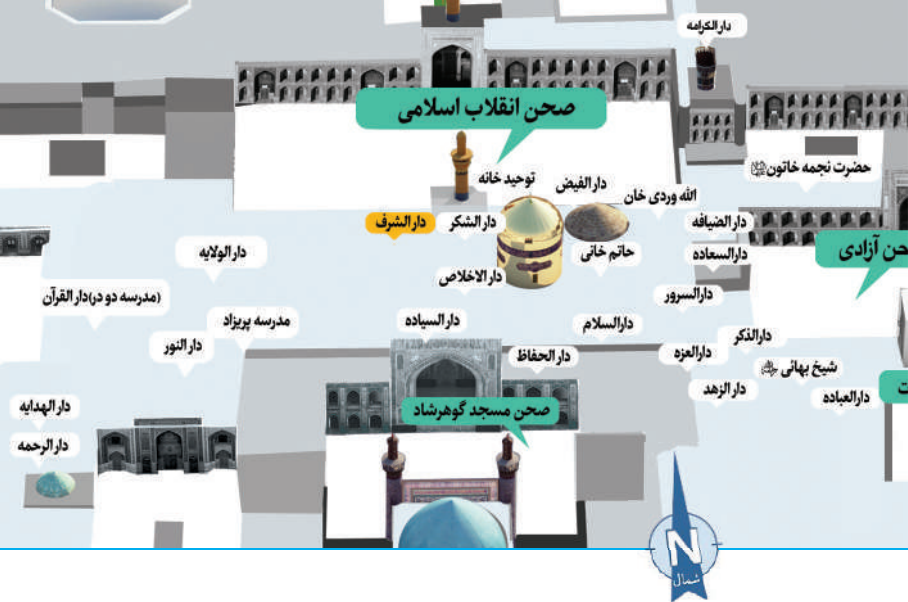 دارالکرامه
صحن انقلاب اسلامی
حضرت نجمه خاتون
توحید خانه
دارالفیض
الله وردی خان
دارالشرف
دارالشکر
دارالضیافه
دارالولایه
حاتم خانی
دارالسعاده
صحن آزادی
دارالاخلاص
(مدرسه دو در)دارالقرآن
دارالسرور
مدرسه پریزاد
دارالسیاده
دارالسلام
دارالذکر
دارالنور
دارالحفاظ
دارالعزه
شیخ بهائی
دارالزهد
دارالعباده
دارالهدایه
صحن مسجد گوهرشاد
دارالرحمه
N
شمال